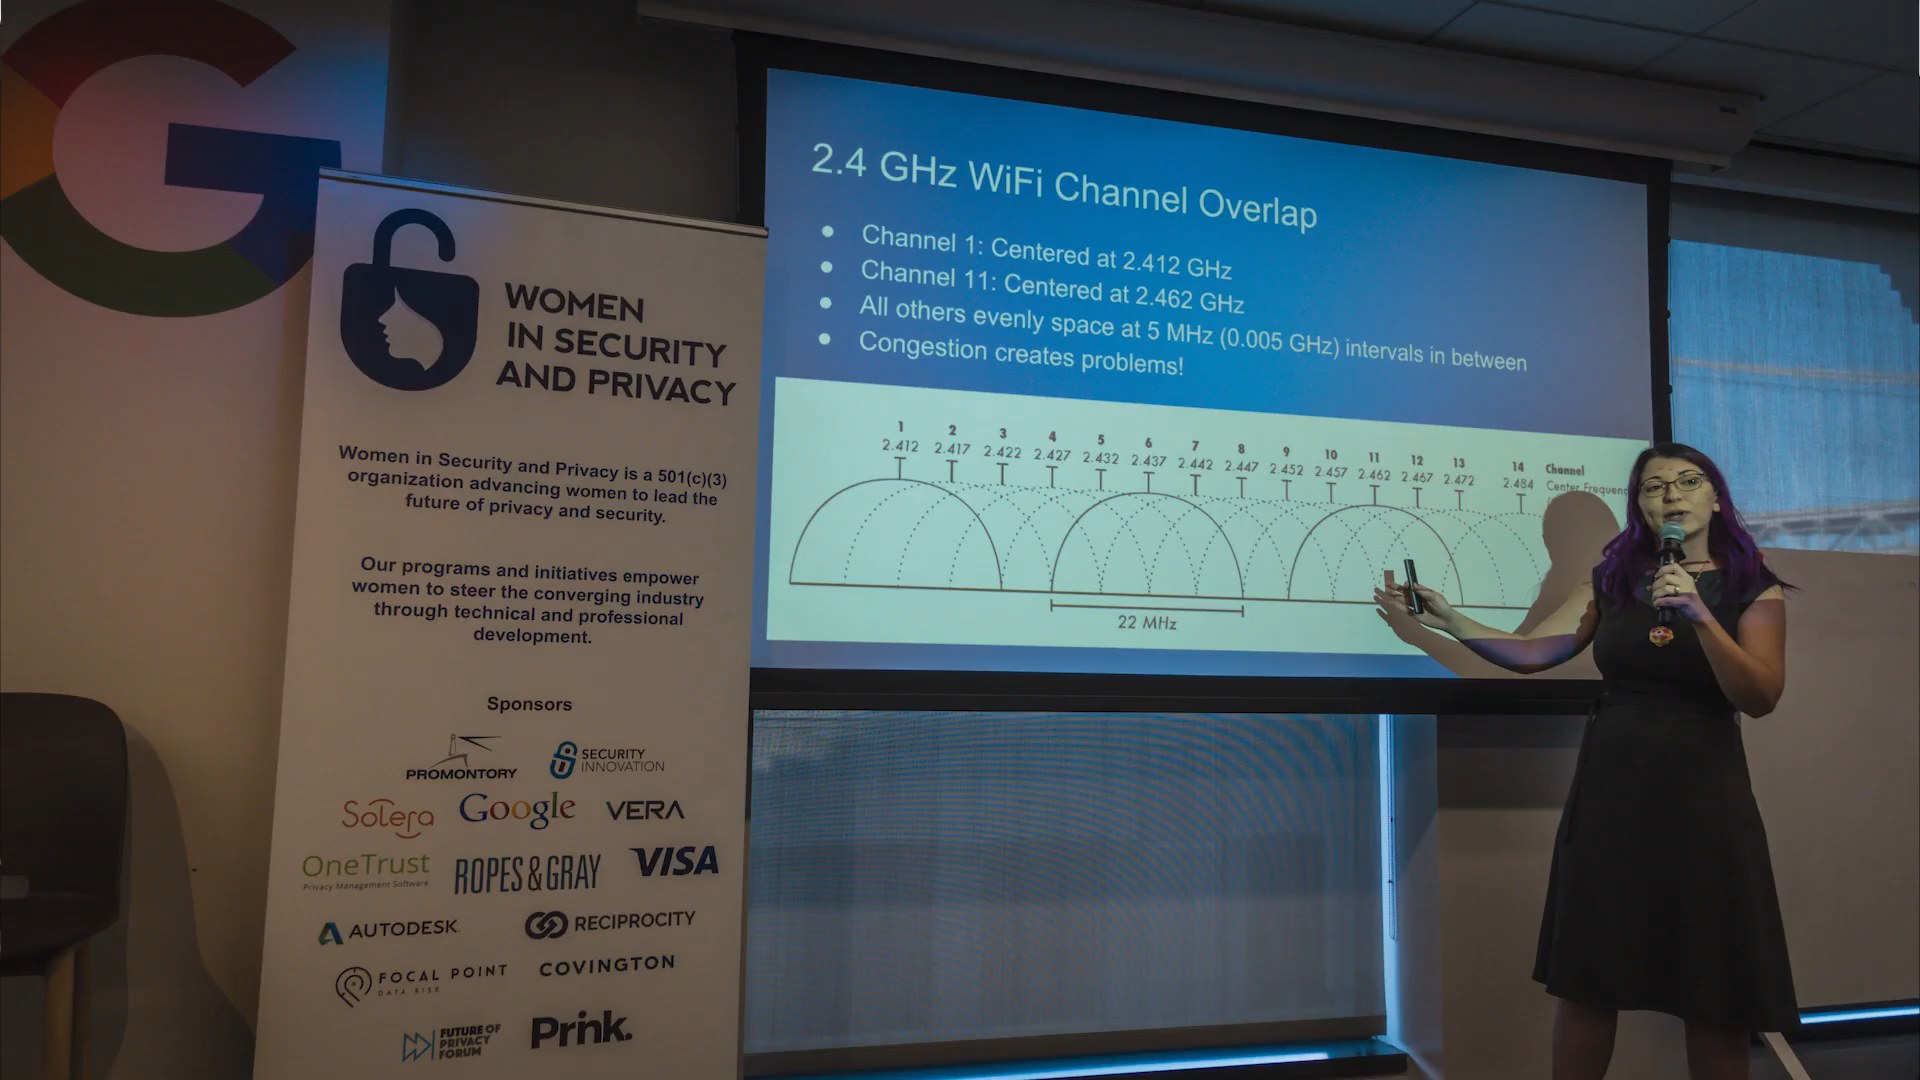 WOMEN
IN SECURITY
AND PRIVACY
Women in Security and Privacy is a 501(c)(3)
organization advancing women to lead the
future of privacy and security.
Our programs and initiatives empower
women to steer the converging industry
through technical and professional
development.
Sponsors
PROMONTORY
SECURITY
INNOVATION
Solera
Google
VERA
OneTrust
Privacy Management Software
ROPES&GRAY
VISA
AUTODESK
RECIPROCITY
FOCAL POINT
DATA RISK
COVINGTON
FUTURE OF
PRIVACY
FORUM
Prink.
2.4 GHz WiFi Channel Overlap
● Channel 1: Centered at 2.412 GHz
● Channel 11: Centered at 2.462 GHz
● All others evenly space at 5 MHz (0.005 GHz) intervals in between
● Congestion creates problems!
1 2 3 4 5 6 7 8 9 10 11 12 13 14 Channel
2.412 2.417 2.422 2.427 2.432 2.437 2.442 2.447 2.452 2.457 2.462 2.467 2.472 2.484 Center
22 MHz